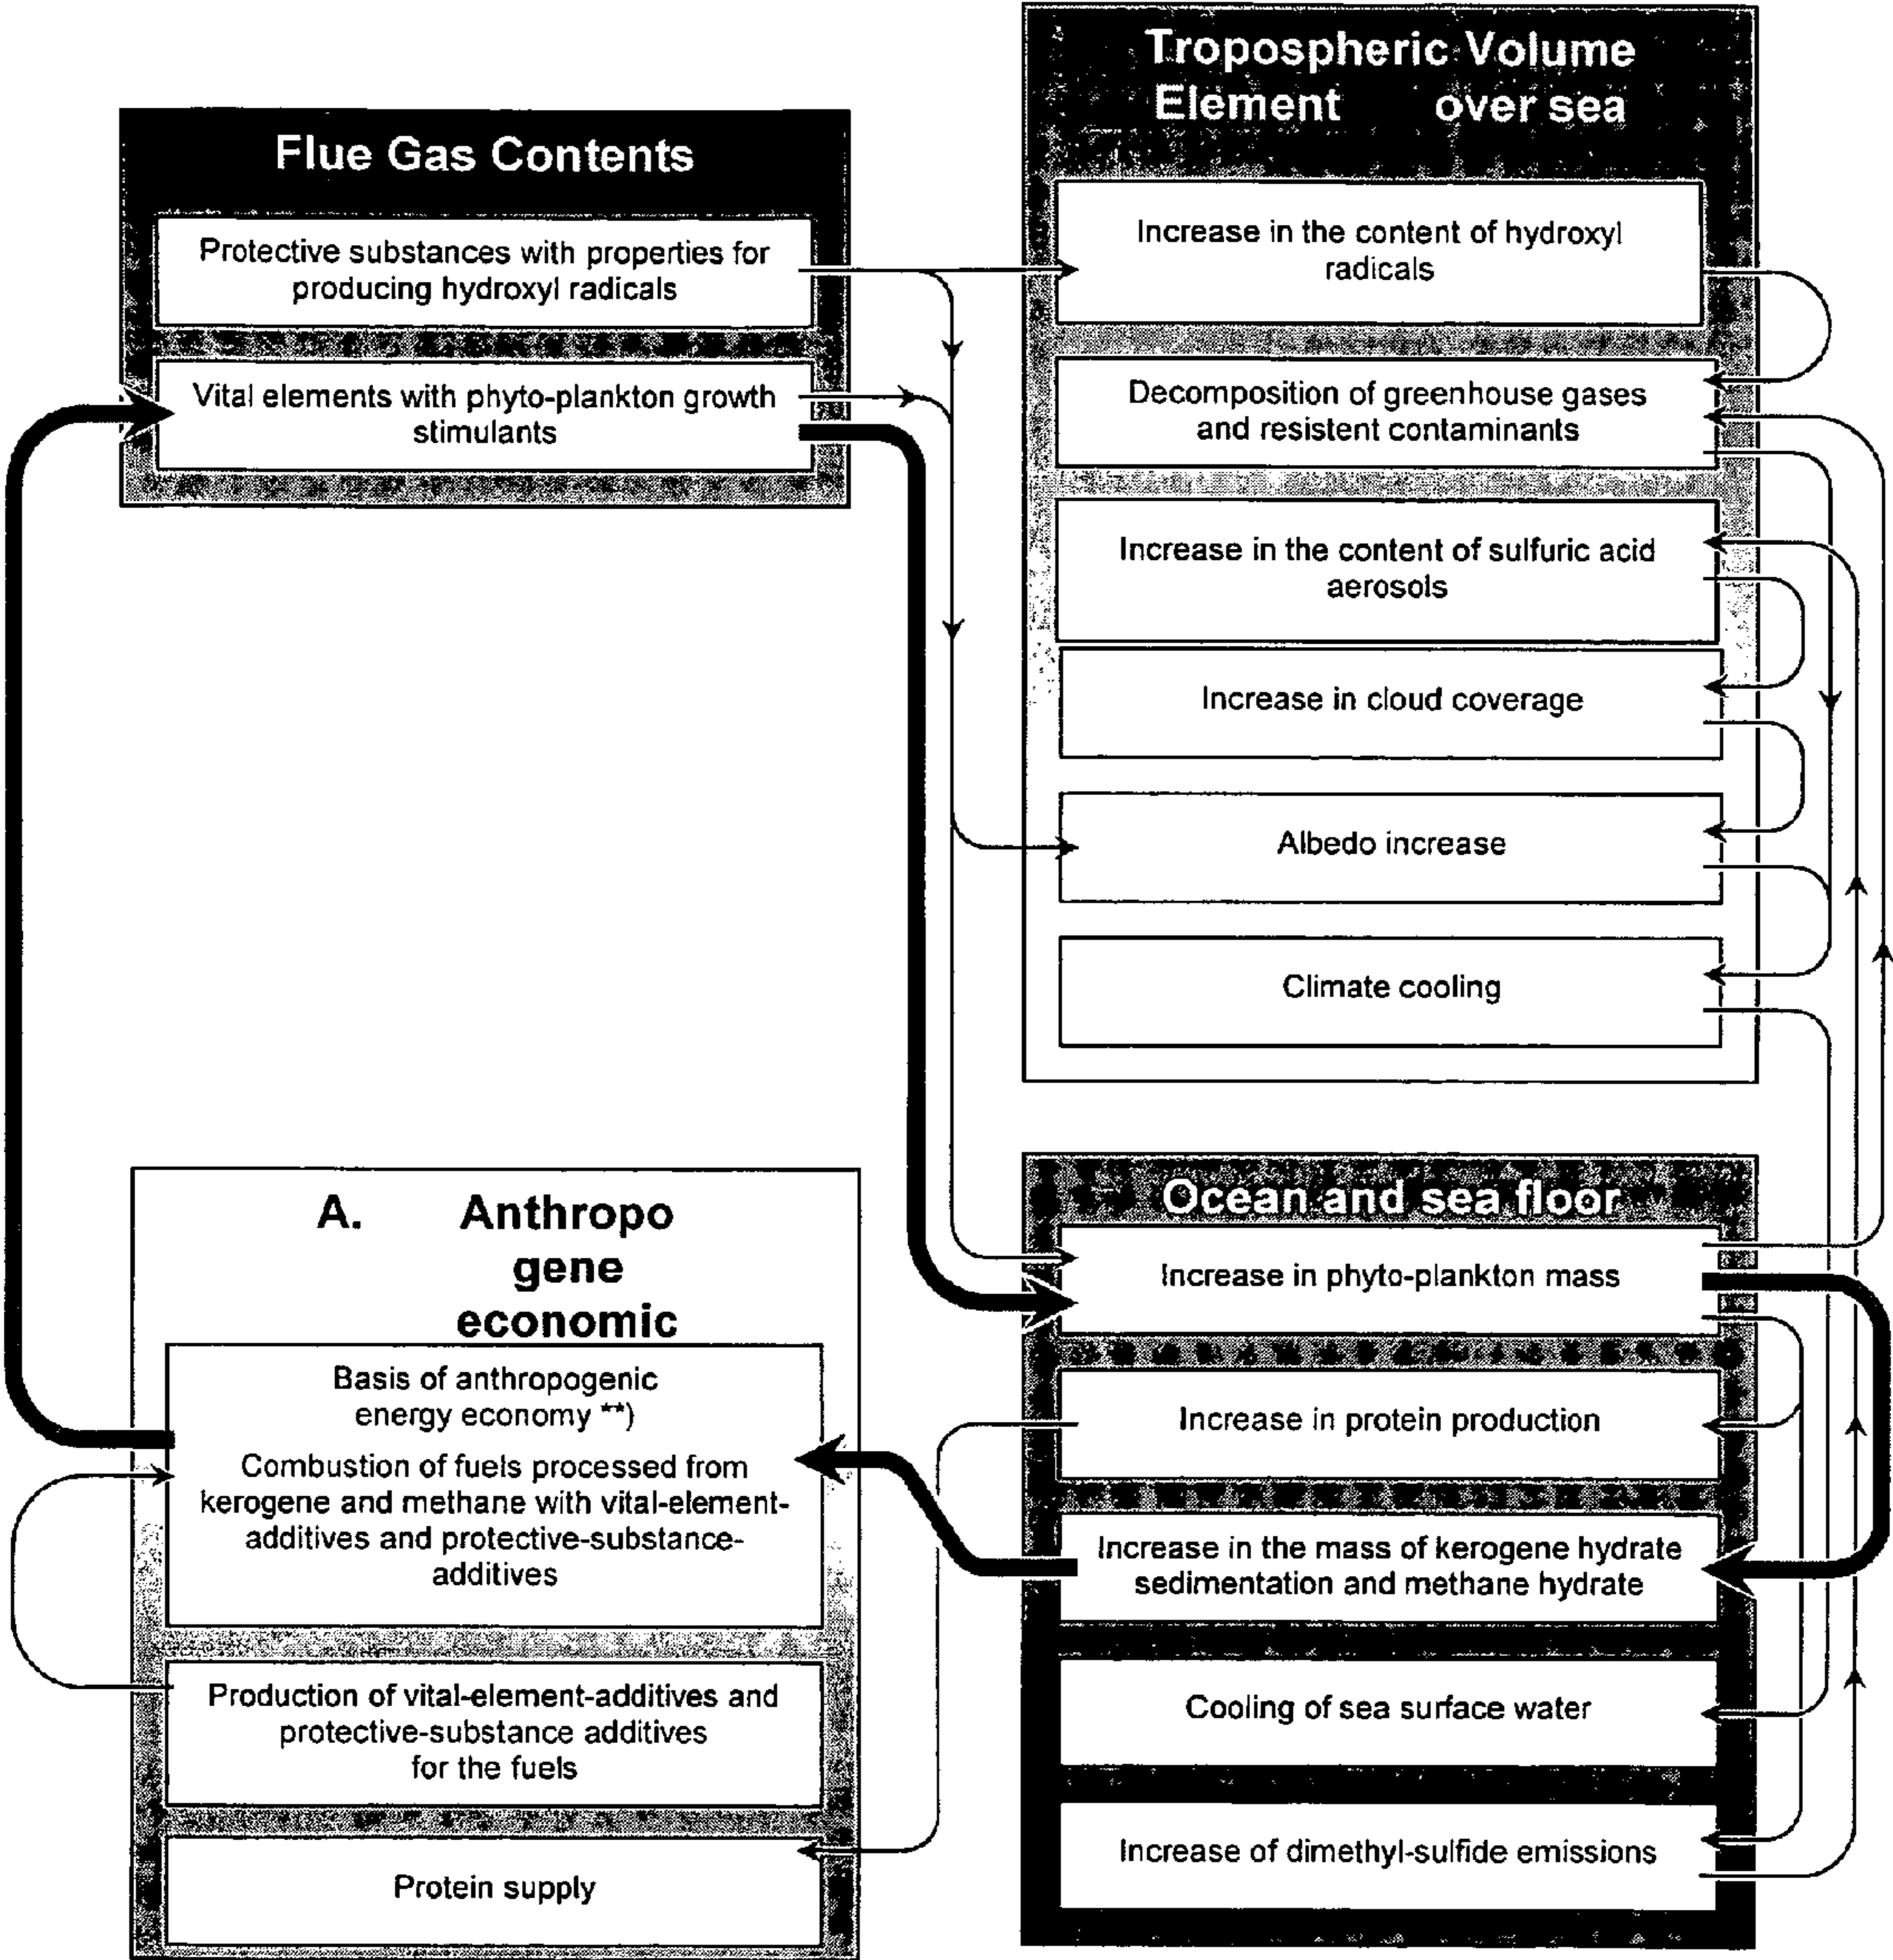 Flue Gas Contents
Protective substances with properties for
producing hydroxyl radicals
Vital elements with phyto-plankton growth
stimulants
Tropospheric Volume
Element over sea
Increase in the content of hydroxyl
radicals
Decomposition of greenhouse gases
and resistent contaminants
Increase in the content of sulfuric acid
aerosols
Increase in cloud coverage
Albedo increase
Climate cooling
A. Anthropo
gene
economic
Basis of anthropogenic
energy economy **)
Combustion of fuels processed from
kerogene and methane with vital-element-
additives and protective-substance-
additives
Production of vital-element-additives and
protective-substance additives
for the fuels
Protein supply
Ocean and sea floor
Increase in phyto-plankton mass
Increase in protein production
Increase in the mass of kerogene hydrate
sedimentation and methane hydrate
Cooling of sea surface water
Increase of dimethyl-sulfide emissions